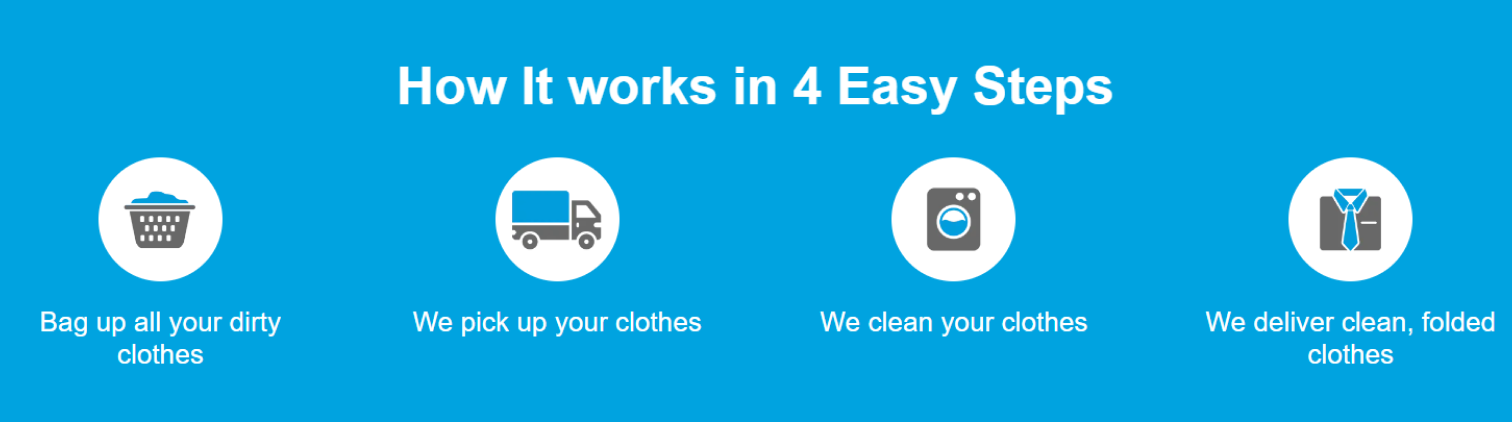 How It works in 4 Easy Steps
Bag up all your dirty
clothes
We pick up your clothes
We clean your clothes
We deliver clean, folded
clothes